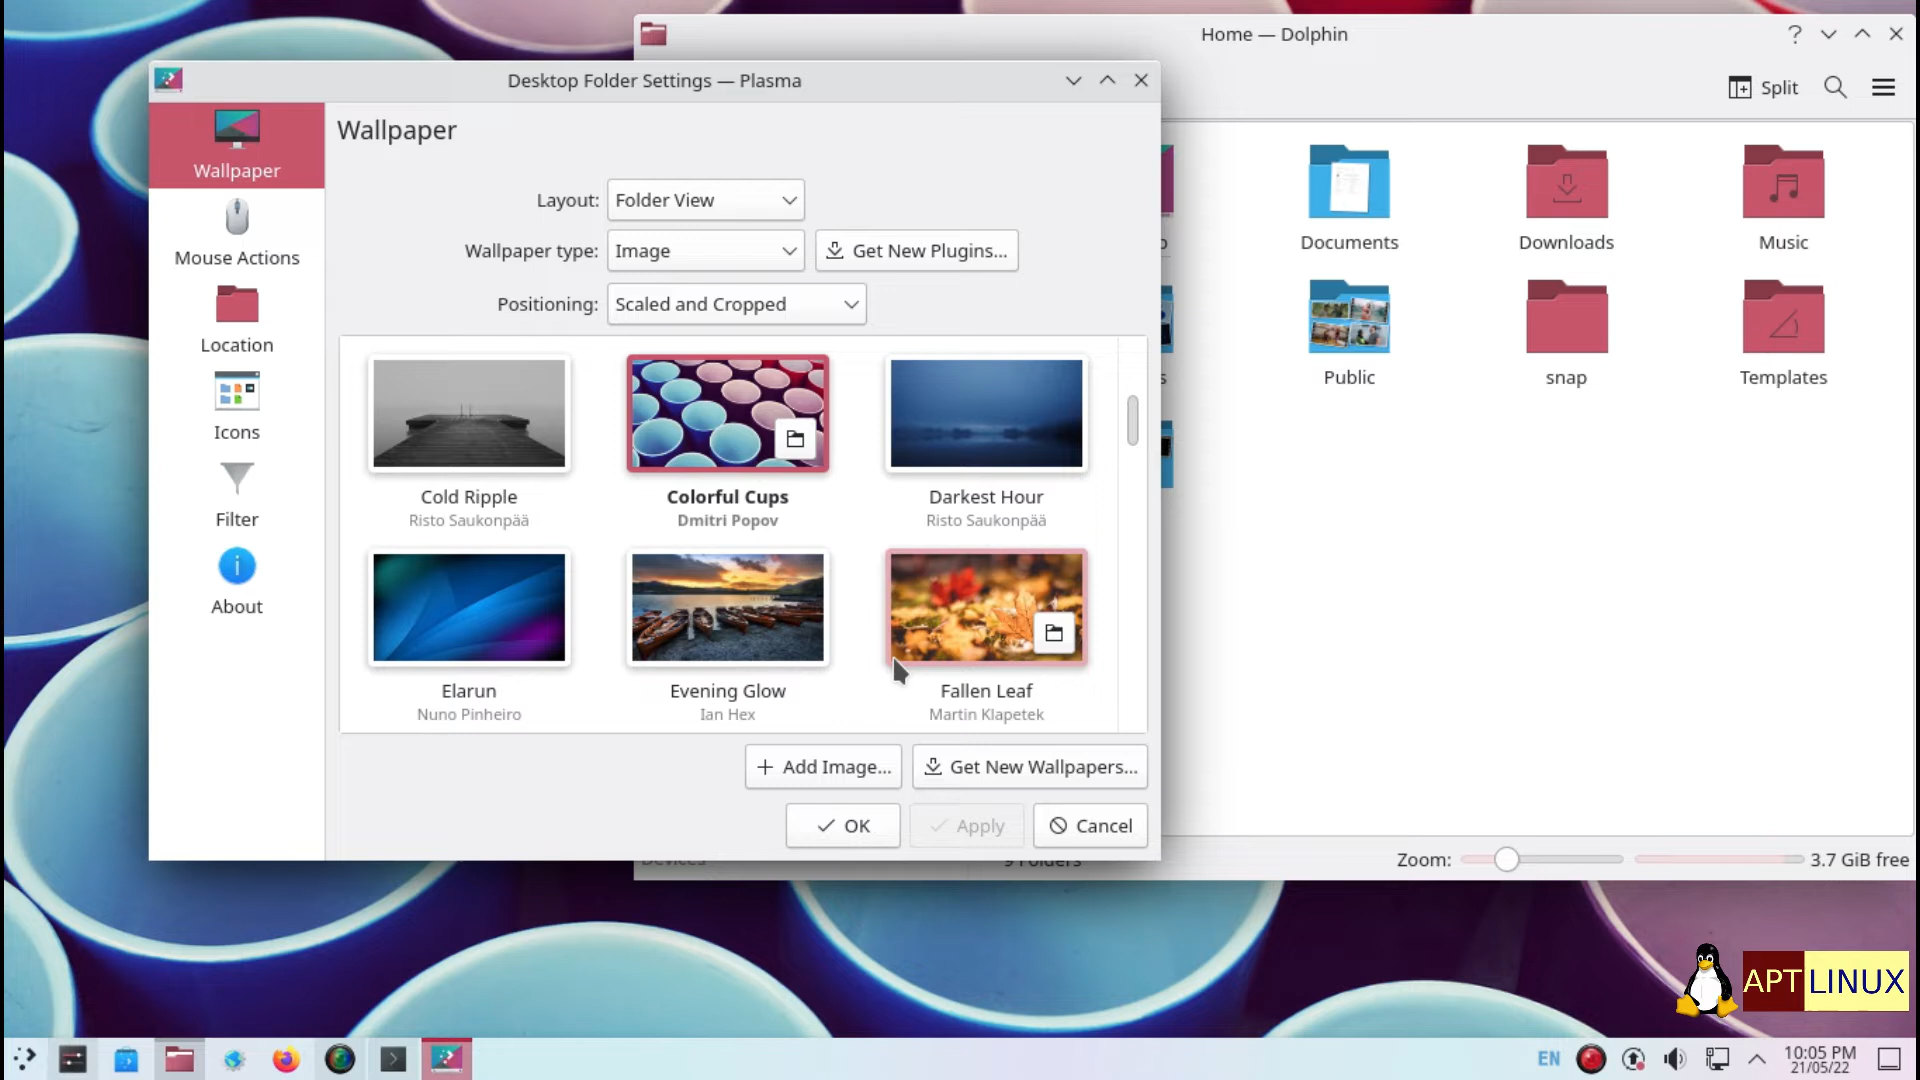 Home — Dolphin
Split
Desktop Folder Settings — Plasma
Wallpaper
Mouse Actions
Location
Icons
Filter
About
Wallpaper
Layout: Folder View
Wallpaper type: Image Get New Plugins...
Positioning: Scaled and Cropped
Cold Ripple
Risto Saukonpää
Colorful Cups
Dmitri Popov
Darkest Hour
Risto Saukonpää
Elarun
Nuno Pinheiro
Evening Glow
Ian Hex
Fallen Leaf
Martin Klapetek
Add Image...
Get New Wallpapers...
OK
Apply
Cancel
Documents
Downloads
Music
Public
snap
Templates
9 Folders
Zoom:
3.7 GiB free
APT LINUX
EN
10:05 PM
21/05/22